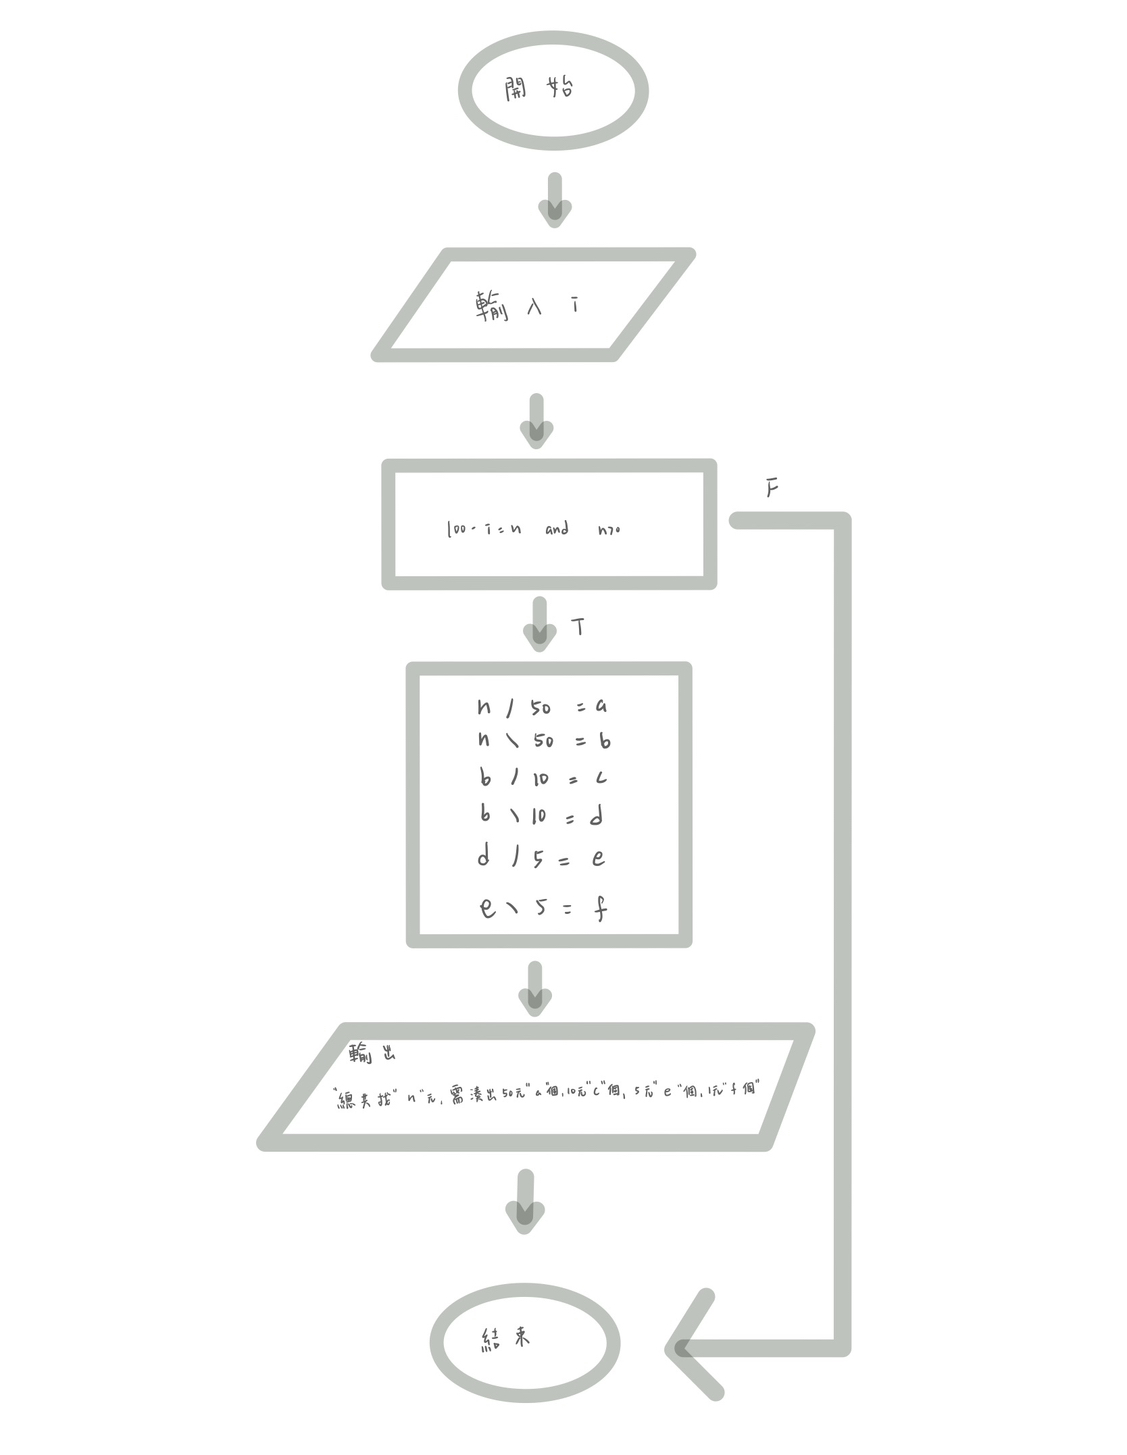 開始
輸入 i
100-i=n and n>0
F
T
n / 50 = a
n \ 50 = b
b / 10 = c
b \ 10 = d
d / 5 = e
e \ 5 = f
輸出
"總共找" n "元, 需湊出50元" a "個, 10元" c "個, 5元" e "個, 1元" f 個"
結束